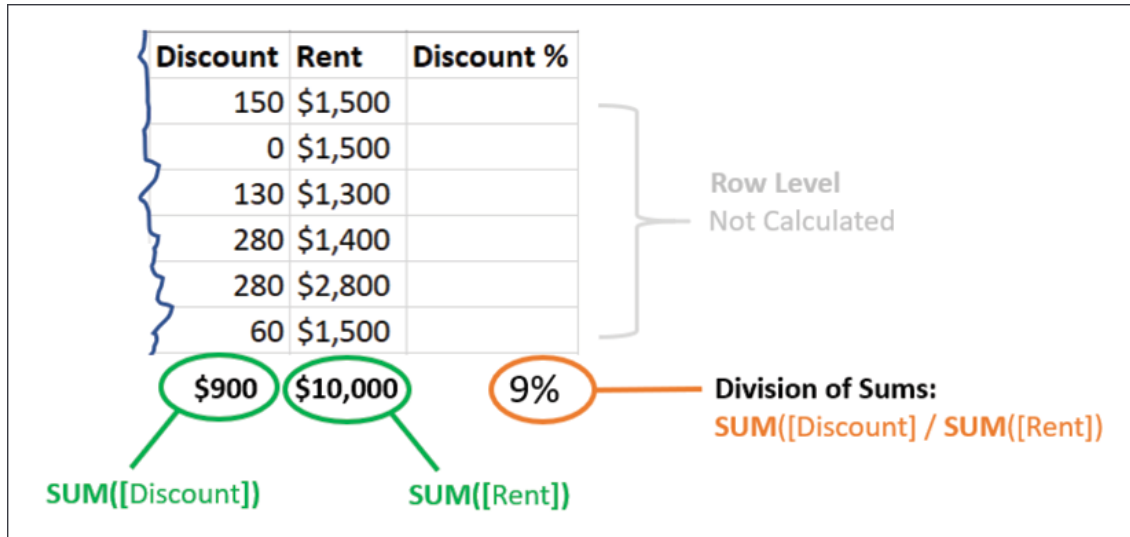 Discount Rent Discount %
150 $1,500
0 $1,500
130 $1,300
280 $1,400
280 $2,800
60 $1,500
Row Level
Not Calculated
$900 $10,000 9%
Division of Sums:
SUM([Discount] / SUM([Rent])
SUM([Discount])
SUM([Rent])